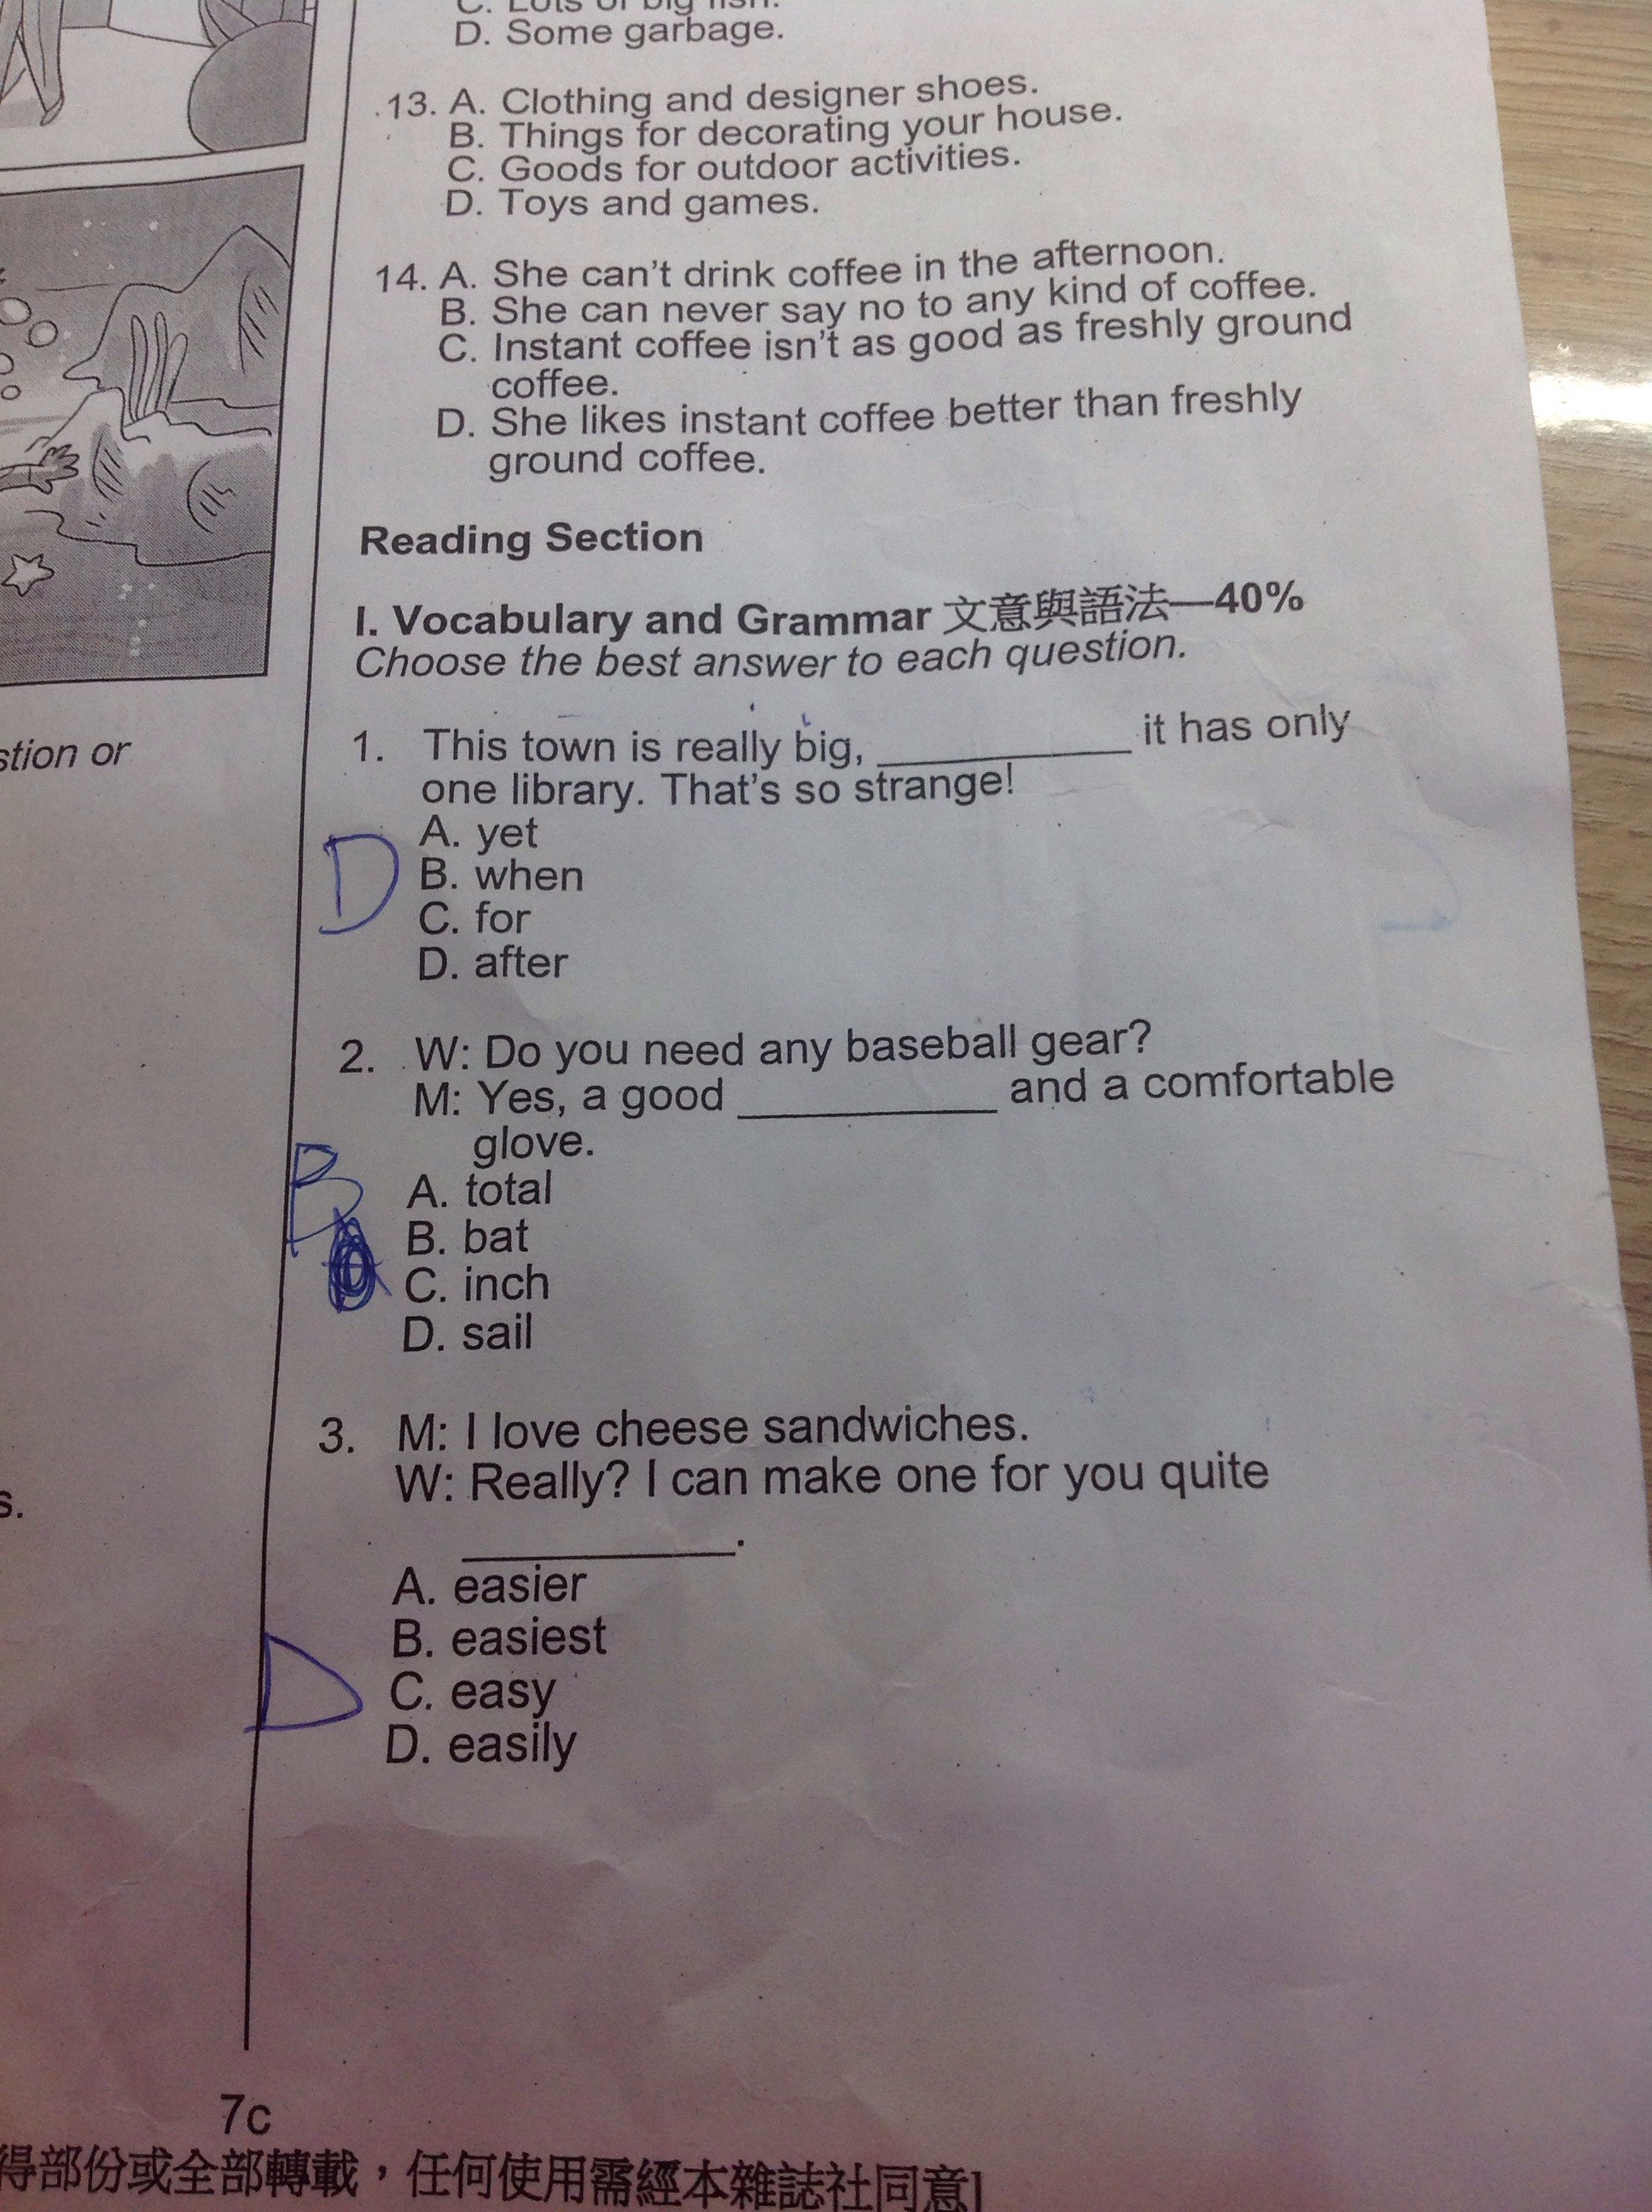 C. Lots of big fish.
D. Some garbage.
13. A. Clothing and designer shoes.
B. Things for decorating your house.
C. Goods for outdoor activities.
D. Toys and games.
14. A. She can't drink coffee in the afternoon.
B. She can never say no to any kind of coffee.
C. Instant coffee isn't as good as freshly ground
coffee.
D. She likes instant coffee better than freshly
ground coffee.
Reading Section
I. Vocabulary and Grammar 文意與語法—40%
Choose the best answer to each question.
stion or
1. This town is really big, __________ it has only
one library. That's so strange!
A. yet
D
B. when
C. for
D. after
2. W: Do you need any baseball gear?
M: Yes, a good __________ and a comfortable
glove.
B
A. total
B. bat
C. inch
D. sail
3. M: I love cheese sandwiches.
W: Really? I can make one for you quite
__________.
s.
A. easier
B. easiest
D
C. easy
D. easily
7c
得部份或全部轉載，任何使用需經本雜誌社同意]